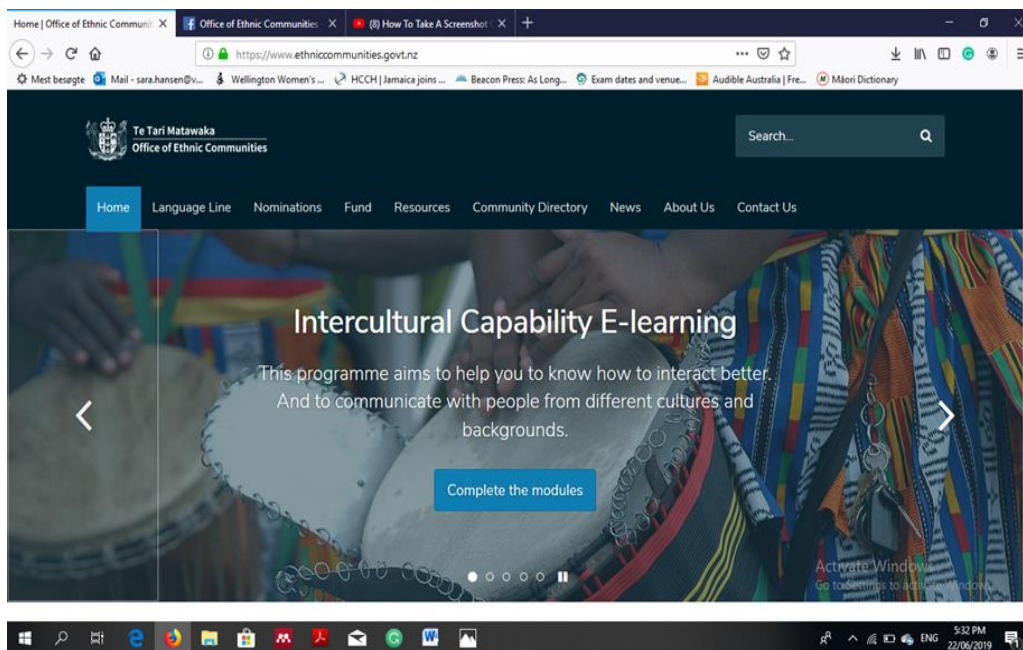 Home | Office of Ethnic Communit
Office of Ethnic Communities
(8) How To Take A Screenshot
https://www.ethniccommunities.govt.nz
Mest besøgte
Mail - sara.hansen@v...
Wellington Women's ...
HCCH | Jamaica joins ...
Beacon Press: As Long...
Exam dates and venue...
Audible Australia | Fre...
Māori Dictionary
Te Tari Matawaka
Office of Ethnic Communities
Search...
Home
Language Line
Nominations
Fund
Resources
Community Directory
News
About Us
Contact Us
Intercultural Capability E-learning
This programme aims to help you to know how to interact better.
And to communicate with people from different cultures and
backgrounds.
Complete the modules
Activate Windows
Go to Settings to activate Windows.
ENG
5:32 PM
22/06/2019